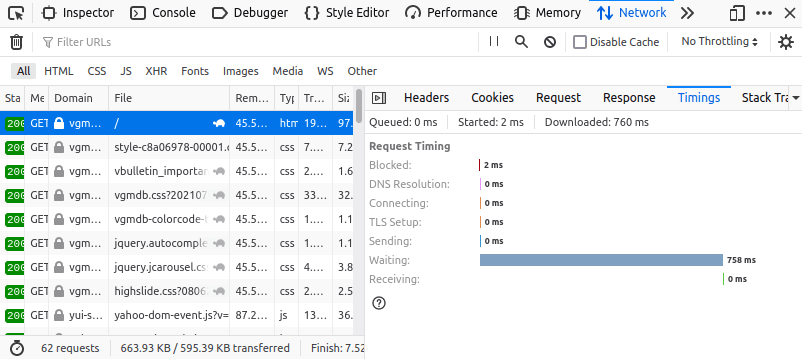 Inspector Console Debugger Style Editor Performance Memory Network
Filter URLs Disable Cache No Throttling
All HTML CSS JS XHR Fonts Images Media WS Other
Sta Me Domain File Rem… Typ Tr… Siz
200 GET vgm… / 45.5… htm 19… 97.
200 GET vgm… style-c8a06978-00001.c 45.5… css 7.… 7.2
200 GET vgm… vbulletin_important 45.5… css 2.… 1.6
200 GET vgm… vgmdb.css?202107 45.5… css 33… 32.
200 GET vgm… vgmdb-colorcode-b 45.5… css 1.… 1.1
200 GET vgm… jquery.autocomple 45.5… css 1.… 1.1
200 GET vgm… jquery.jcarousel.css 45.5… css 4.… 3.8
200 GET vgm… highslide.css?0806 45.5… css 2.… 2.5
200 GET yui-s… yahoo-dom-event.js?v= 87.2… js 13… 36.
62 requests 663.93 KB / 595.39 KB transferred Finish: 7.52
Headers Cookies Request Response Timings Stack Tra
Queued: 0 ms Started: 2 ms Downloaded: 760 ms
Request Timing
Blocked: 2 ms
DNS Resolution: 0 ms
Connecting: 0 ms
TLS Setup: 0 ms
Sending: 0 ms
Waiting: 758 ms
Receiving: 0 ms